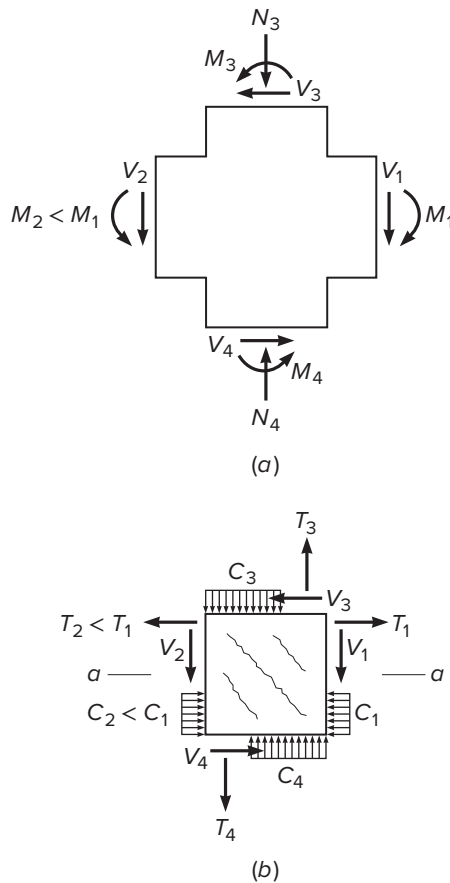 N3
M3
V3
V2
V1
M2 < M1
M1
V4
M4
N4
(a)
T3
C3
V3
T2 < T1
T1
V2
V1
a
a
C2 < C1
C1
V4
C4
T4
(b)